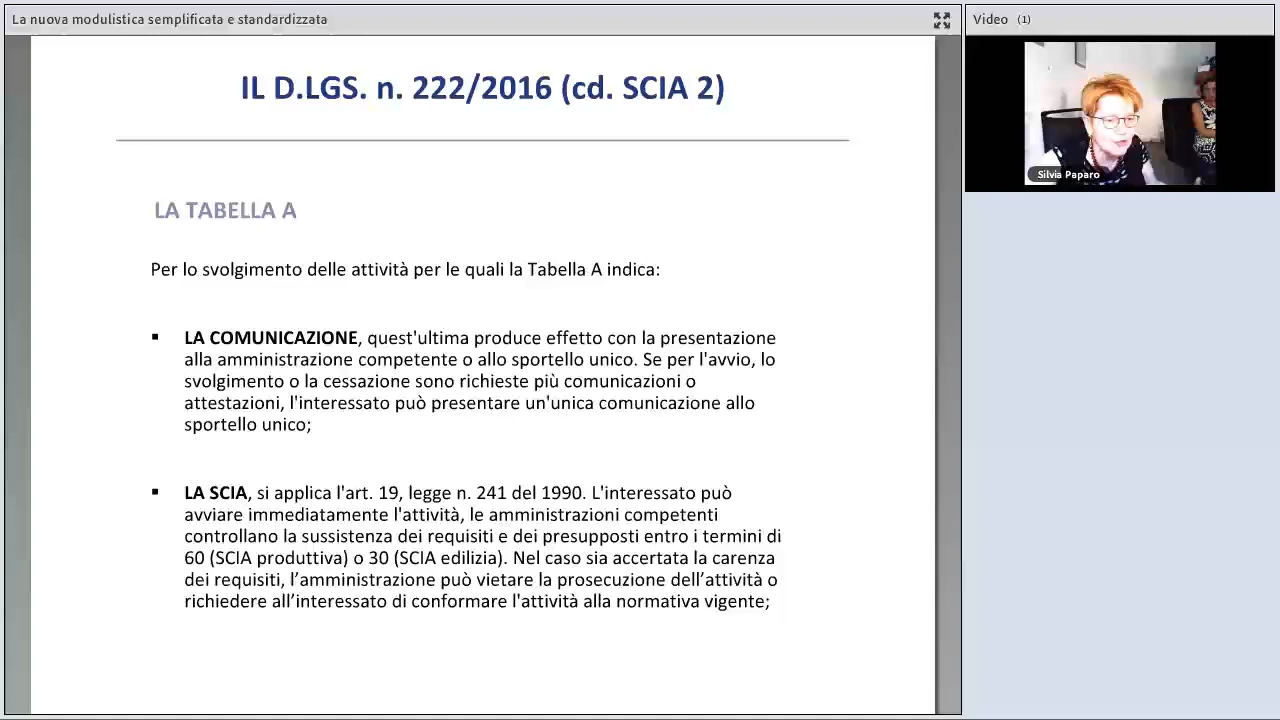 La nuova modulistica semplificata e standardizzata
Video (1)
IL D.LGS. n. 222/2016 (cd. SCIA 2)
Silvia Paparo
LA TABELLA A
Per lo svolgimento delle attività per le quali la Tabella A indica:
▪ LA COMUNICAZIONE, quest'ultima produce effetto con la presentazione
alla amministrazione competente o allo sportello unico. Se per l'avvio, lo
svolgimento o la cessazione sono richieste più comunicazioni o
attestazioni, l'interessato può presentare un'unica comunicazione allo
sportello unico;
▪ LA SCIA, si applica l'art. 19, legge n. 241 del 1990. L'interessato può
avviare immediatamente l'attività, le amministrazioni competenti
controllano la sussistenza dei requisiti e dei presupposti entro i termini di
60 (SCIA produttiva) o 30 (SCIA edilizia). Nel caso sia accertata la carenza
dei requisiti, l’amministrazione può vietare la prosecuzione dell’attività o
richiedere all’interessato di conformare l'attività alla normativa vigente;